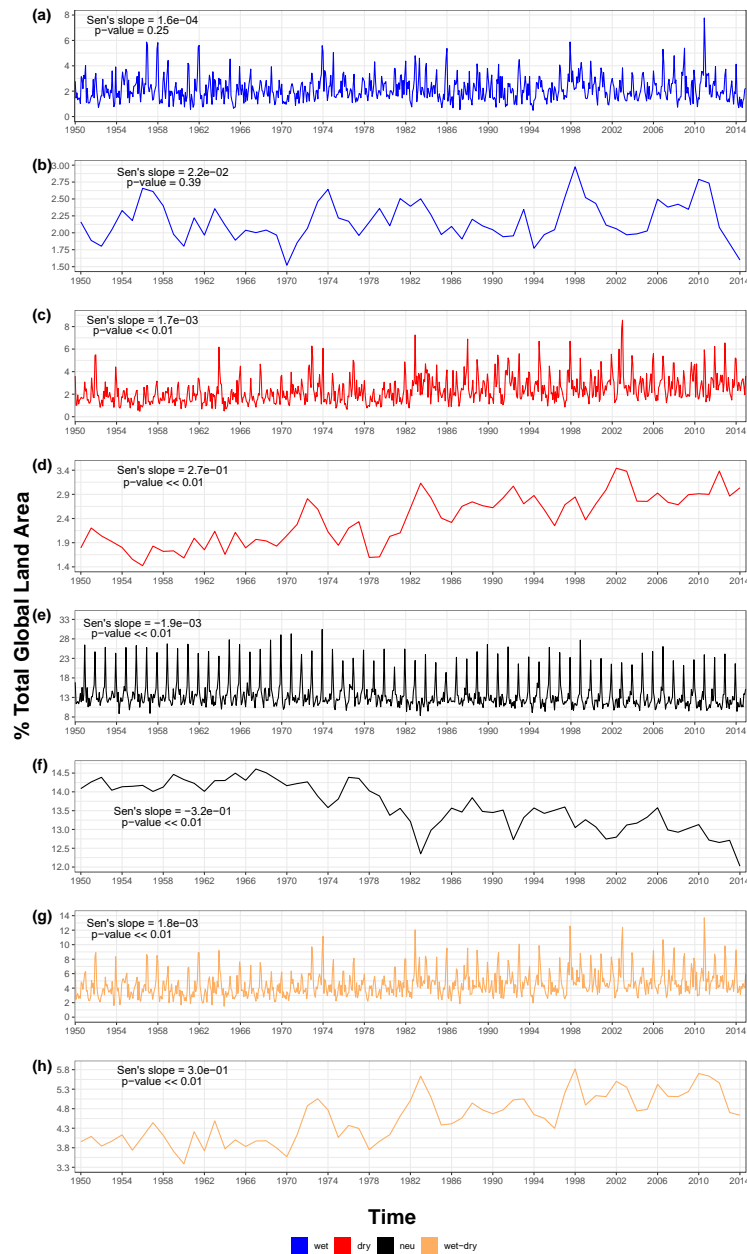 (a)
Sen's slope = 1.6e−04
p−value = 0.25
8
6
4
2
0
1950 1954 1958 1962 1966 1970 1974 1978 1982 1986 1990 1994 1998 2002 2006 2010 2014
(b)
Sen's slope = 2.2e−02
p−value = 0.39
3.00
2.75
2.50
2.25
2.00
1.75
1.50
1950 1954 1958 1962 1966 1970 1974 1978 1982 1986 1990 1994 1998 2002 2006 2010 2014
(c)
Sen's slope = 1.7e−03
p−value << 0.01
8
6
4
2
0
1950 1954 1958 1962 1966 1970 1974 1978 1982 1986 1990 1994 1998 2002 2006 2010 2014
(d)
Sen's slope = 2.7e−01
p−value << 0.01
3.4
2.9
2.4
1.9
1.4
1950 1954 1958 1962 1966 1970 1974 1978 1982 1986 1990 1994 1998 2002 2006 2010 2014
% Total Global Land Area
(e)
Sen's slope = −1.9e−03
p−value << 0.01
33
28
23
18
13
8
1950 1954 1958 1962 1966 1970 1974 1978 1982 1986 1990 1994 1998 2002 2006 2010 2014
(f)
Sen's slope = −3.2e−01
p−value << 0.01
14.5
14.0
13.5
13.0
12.5
12.0
1950 1954 1958 1962 1966 1970 1974 1978 1982 1986 1990 1994 1998 2002 2006 2010 2014
(g)
Sen's slope = 1.8e−03
p−value << 0.01
14
12
10
8
6
4
2
0
1950 1954 1958 1962 1966 1970 1974 1978 1982 1986 1990 1994 1998 2002 2006 2010 2014
(h)
Sen's slope = 3.0e−01
p−value << 0.01
5.8
5.3
4.8
4.3
3.8
3.3
1950 1954 1958 1962 1966 1970 1974 1978 1982 1986 1990 1994 1998 2002 2006 2010 2014
Time
wet dry neu wet−dry